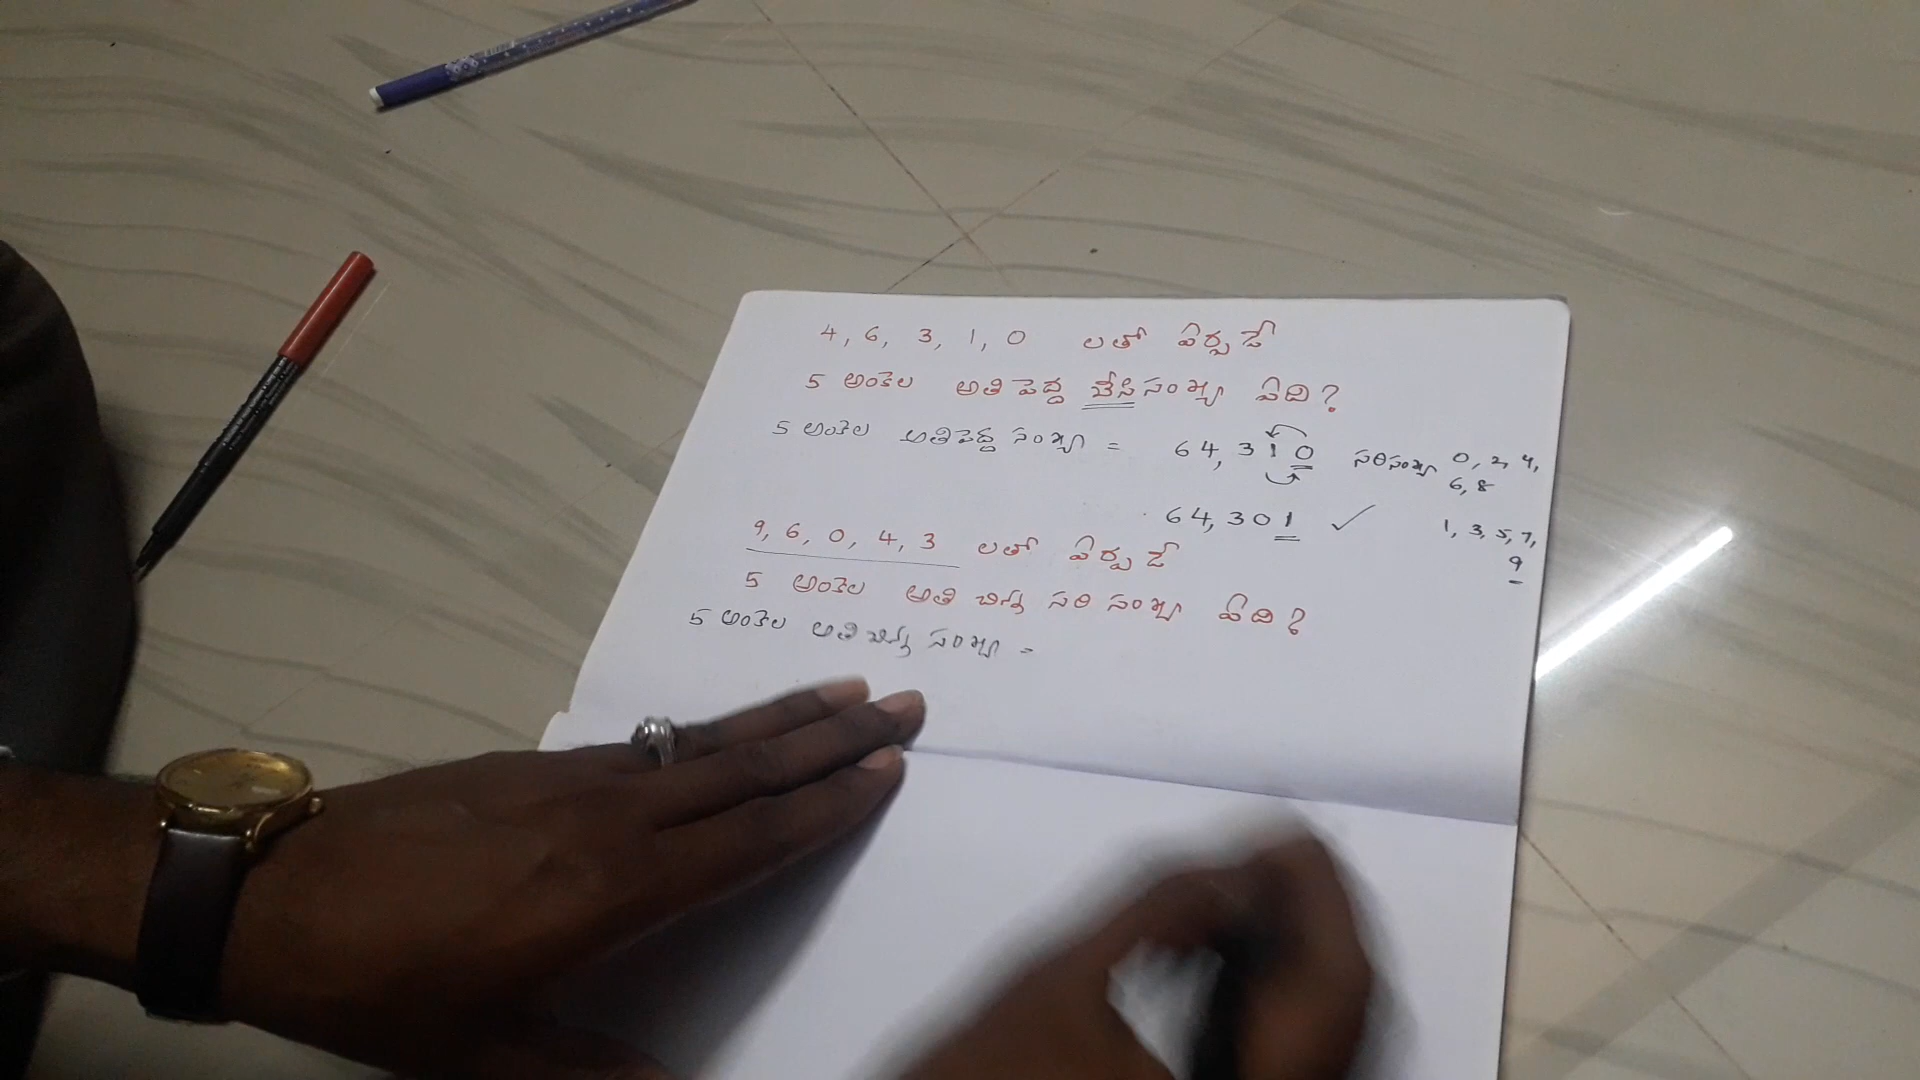 4, 6, 3, 1, 0 లతో ఏర్పడే
5 అంకెల అతి పెద్ద బేసి సంఖ్య ఏది?
5 అంకెల అతి పెద్ద సంఖ్య = 64,310 సరి సంఖ్య 0, 2, 4,
6, 8
64,301 ✓ 1, 3, 5, 7,
9
9, 6, 0, 4, 3 లతో ఏర్పడే
5 అంకెల అతి చిన్న సరి సంఖ్య ఏది?
5 అంకెల అతి చిన్న సంఖ్య =